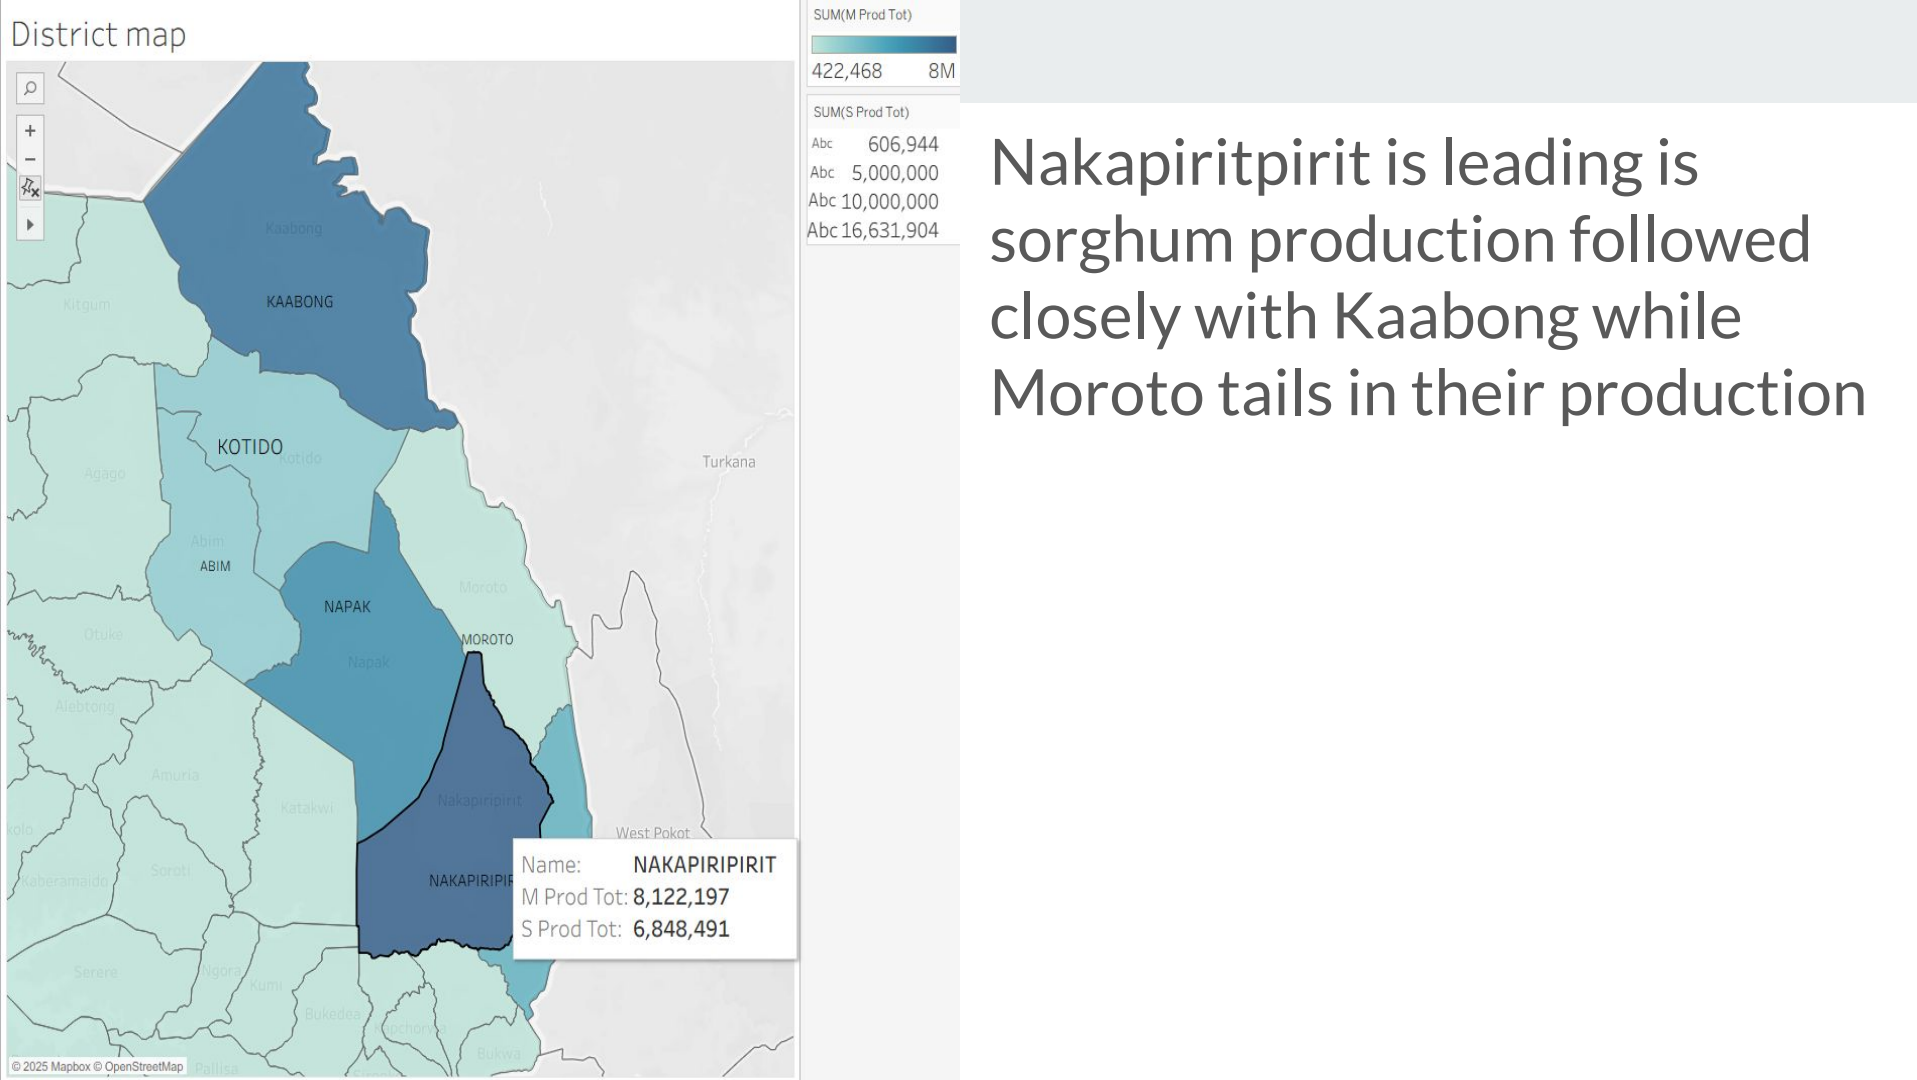 District map
SUM(M Prod Tot)
422,468 8M
SUM(S Prod Tot)
Abc 606,944
Abc 5,000,000
Abc 10,000,000
Abc 16,631,904
Nakapiritpirit is leading is
sorghum production followed
closely with Kaabong while
Moroto tails in their production
Kaabong
KAABONG
Kitgum
KOTIDO
Kotido
Agago
Turkana
Abim
ABIM
Moroto
NAPAK
Otuke
MOROTO
Napak
Alebtong
Amuria
Nakapiripirit
Katakwi
kolo
West Pokot
Soroti
Kaberamaido
NAKAPIRIPIR
Name: NAKAPIRIPIRIT
M Prod Tot: 8,122,197
S Prod Tot: 6,848,491
Serere
Ngora
Kumi
Bukedea
Kapchorwa
Bukwa
Pallisa
© 2025 Mapbox © OpenStreetMap